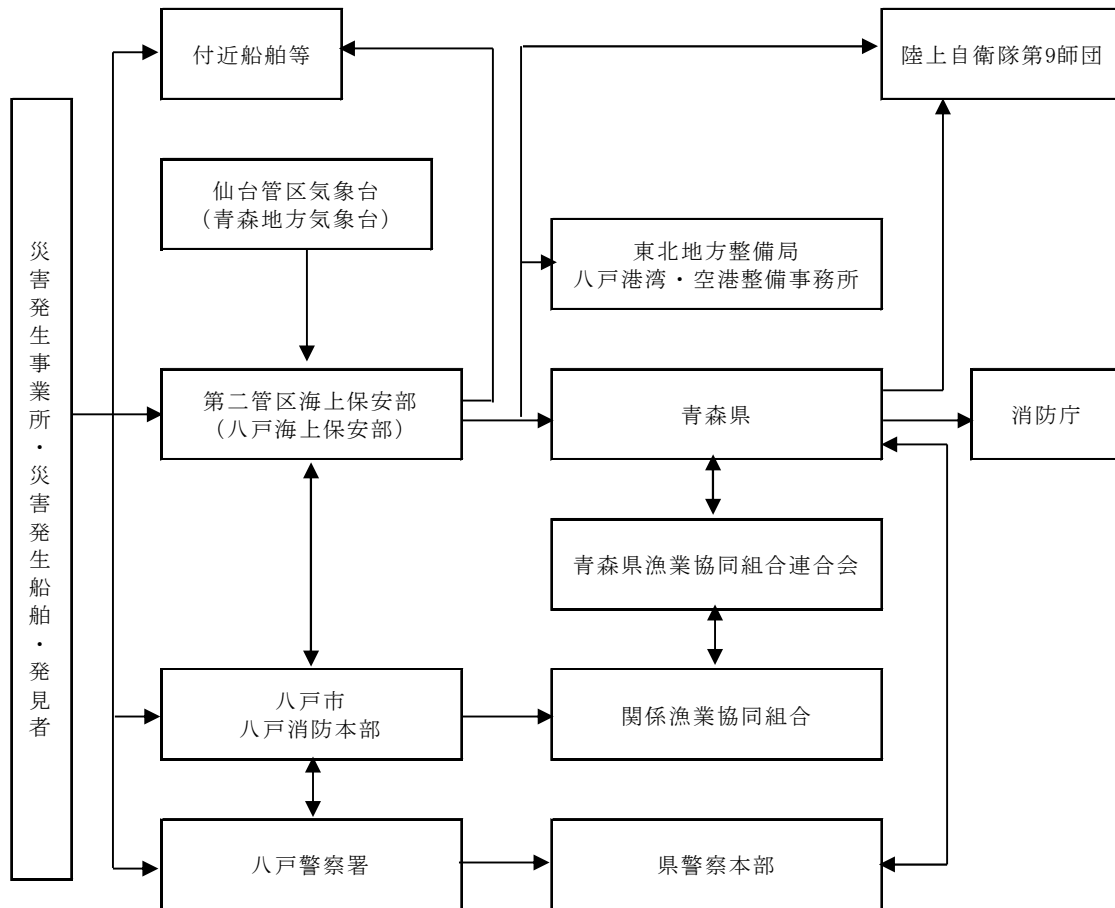 付近船舶等
陸上自衛隊第9師団
仙台管区気象台
（青森地方気象台）
災害発生事業所・災害発生船舶・発見者
東北地方整備局
八戸港湾・空港整備事務所
第二管区海上保安部
（八戸海上保安部）
青森県
消防庁
青森県漁業協同組合連合会
八戸市
八戸消防本部
関係漁業協同組合
八戸警察署
県警察本部